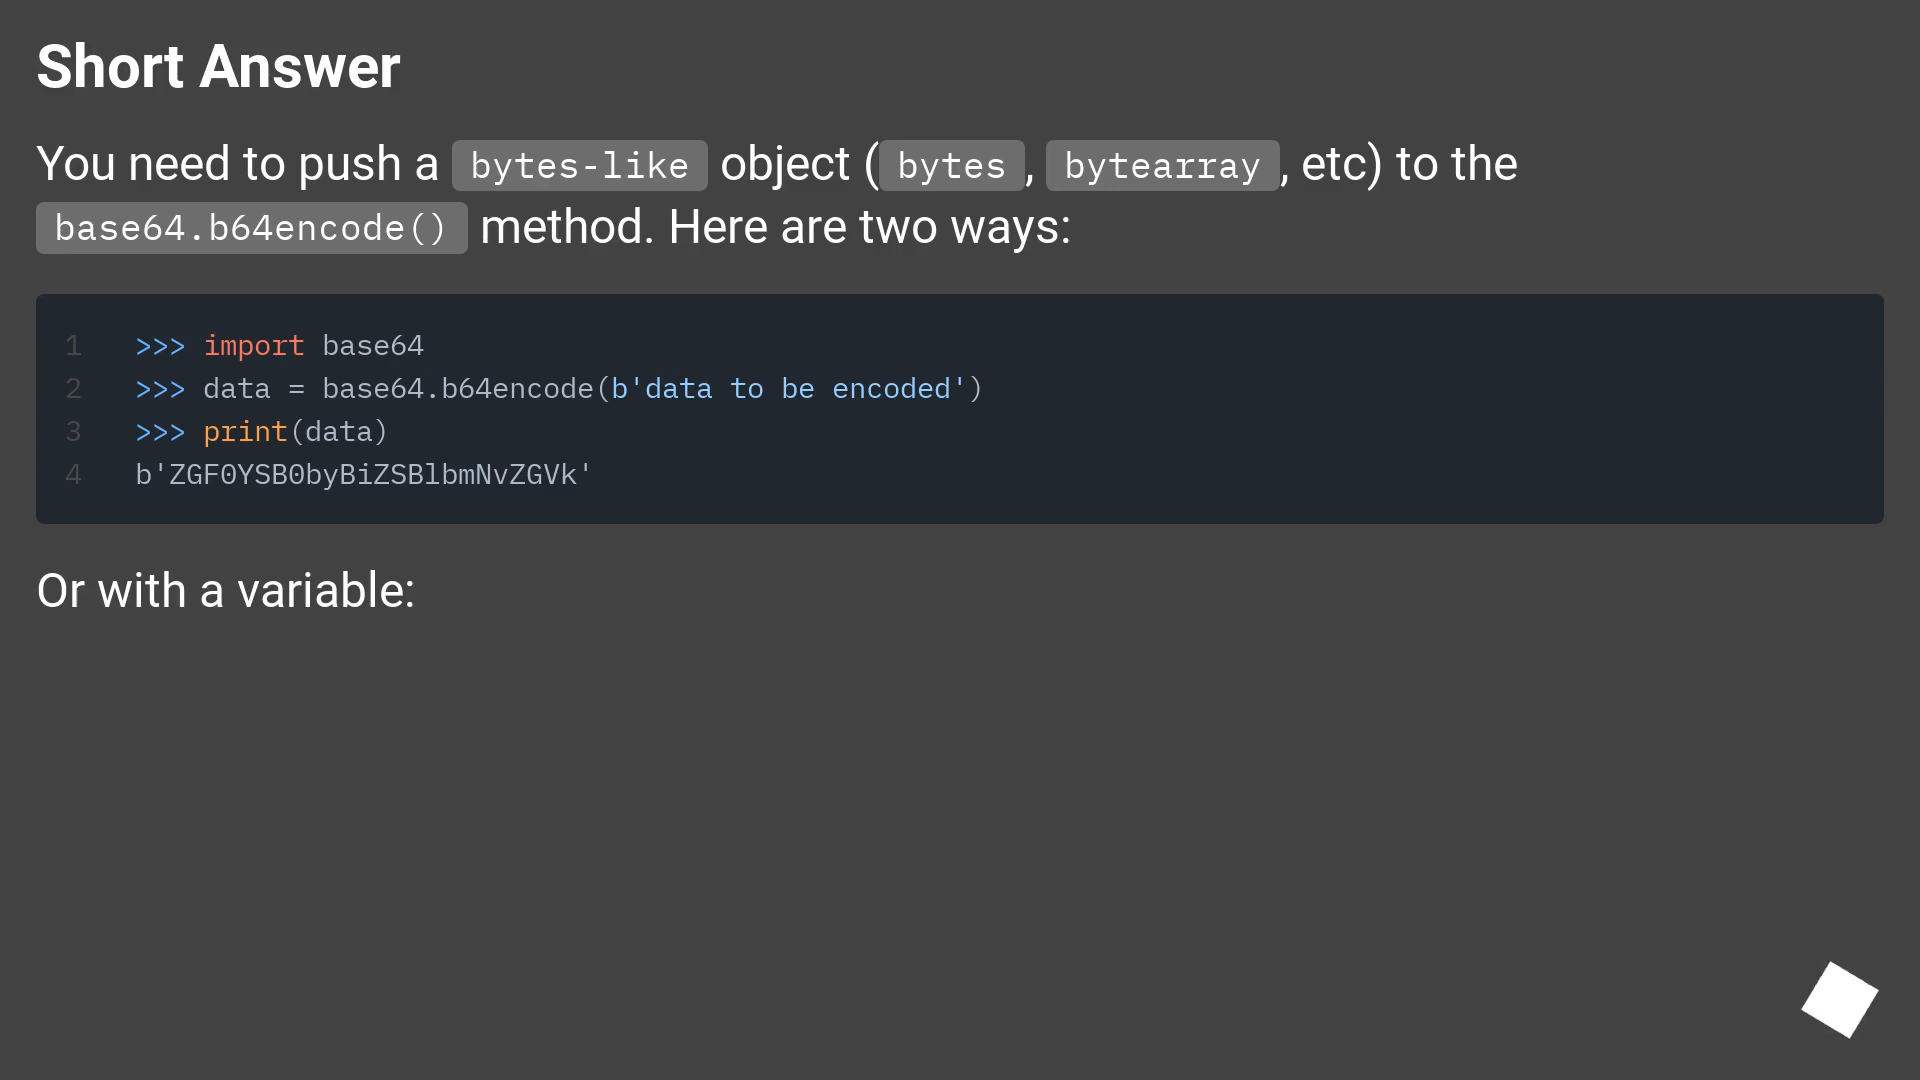 Short Answer
You need to push a bytes-like object ( bytes, bytearray, etc) to the
base64.b64encode() method. Here are two ways:
1 >>> import base64
2 >>> data = base64.b64encode(b'data to be encoded')
3 >>> print(data)
4 b'ZGF0YSB0byBiZSBlbmNvZGVk'
Or with a variable: